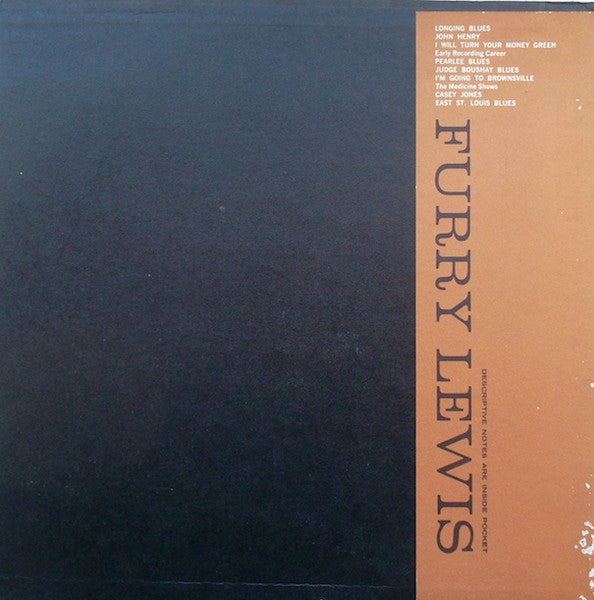 LONGING BLUES
JOHN HENRY
I WILL TURN YOUR MONEY GREEN
Early Recording Career
PEARLEE BLUES
JUDGE BOUSHAY BLUES
I'M GOING TO BROWNSVILLE
The Medicine Shows
CASEY JONES
EAST ST. LOUIS BLUES
FURRY LEWIS
DESCRIPTIVE NOTES ARE INSIDE POCKET